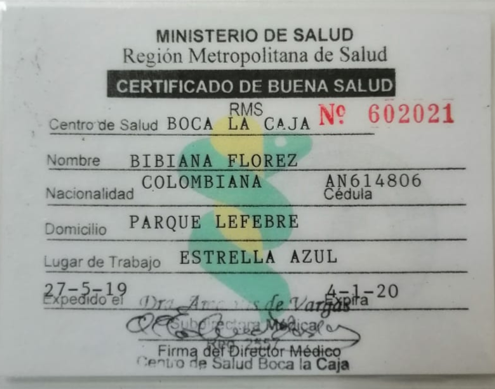 MINISTERIO DE SALUD
Región Metropolitana de Salud
CERTIFICADO DE BUENA SALUD
RMS Nº 602021
Centro de Salud BOCA LA CAJA
Nombre BIBIANA FLOREZ
Nacionalidad COLOMBIANA AN614806
Cédula
Domicilio PARQUE LEFEBRE
Lugar de Trabajo ESTRELLA AZUL
27-5-19 4-1-20
Expedido el Dra. de Vargas Expira
Subdirectora Médica
Reg. 2557
Firma del Director Médico
Centro de Salud Boca la Caja